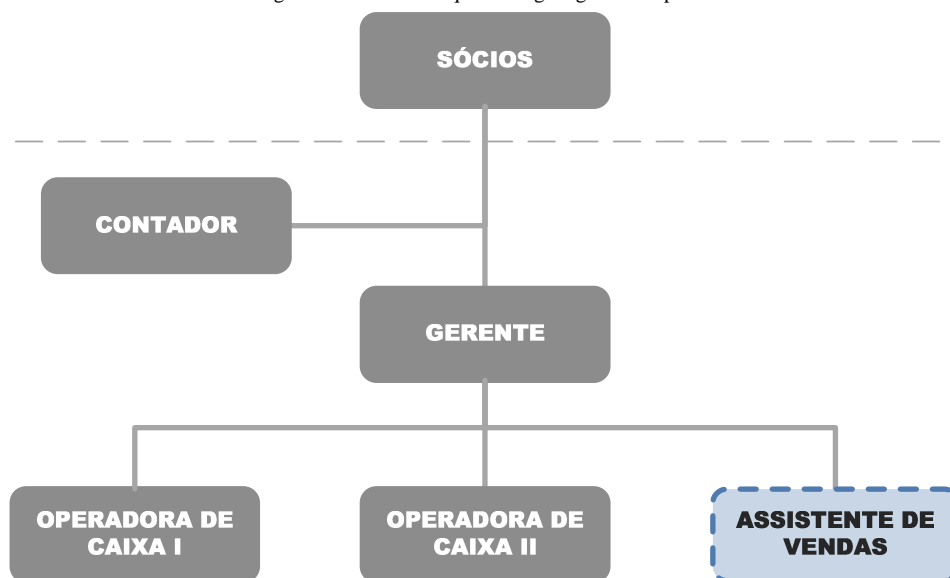 SÓCIOS
CONTADOR
GERENTE
OPERADORA DE
CAIXA I
OPERADORA DE
CAIXA II
ASSISTENTE DE
VENDAS